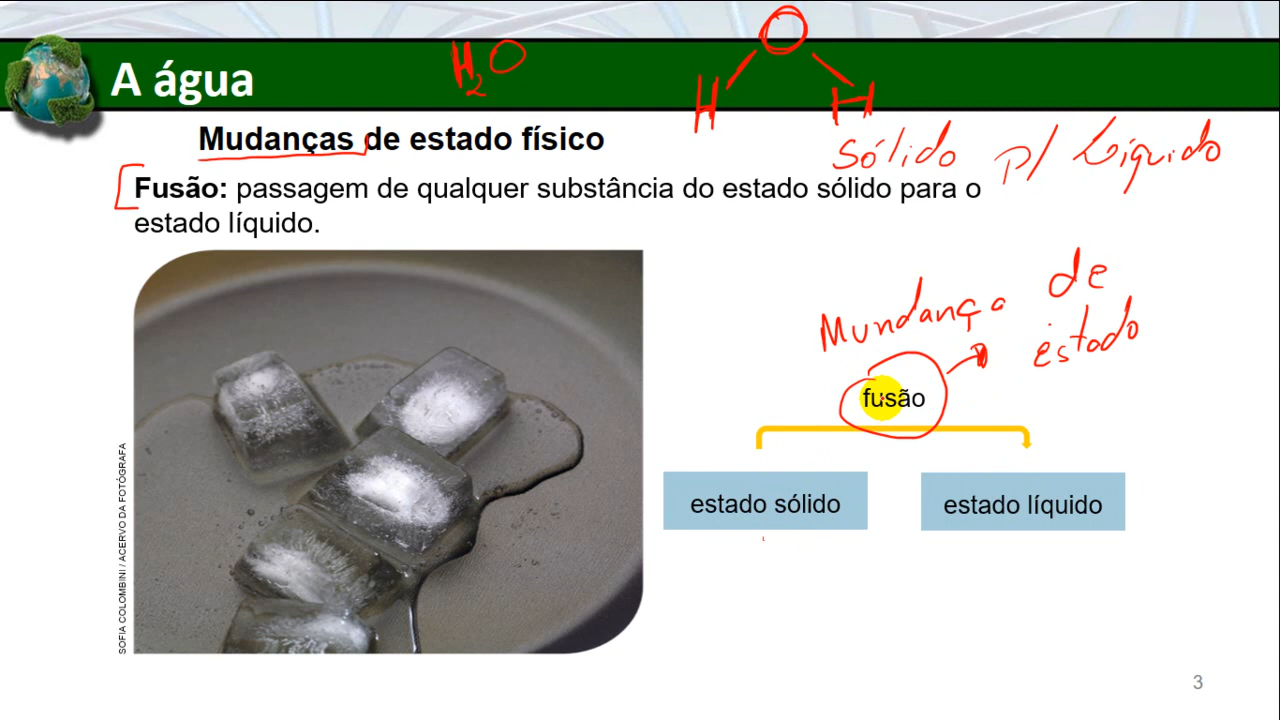 H₂O
O
H H
A água
Mudanças de estado físico
sólido p/ Líquido
Fusão: passagem de qualquer substância do estado sólido para o
estado líquido.
Mundança de
estado
fusão
estado sólido estado líquido
SOFIA COLOMBINI / ACERVO DA FOTÓGRAFA
3